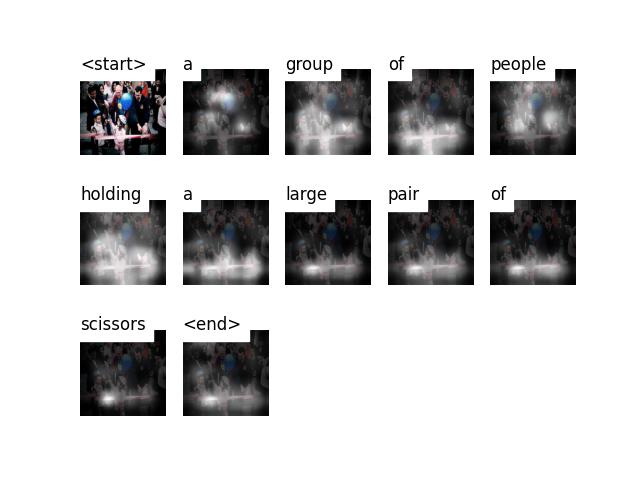 <start> a group of people
holding a large pair of
scissors <end>